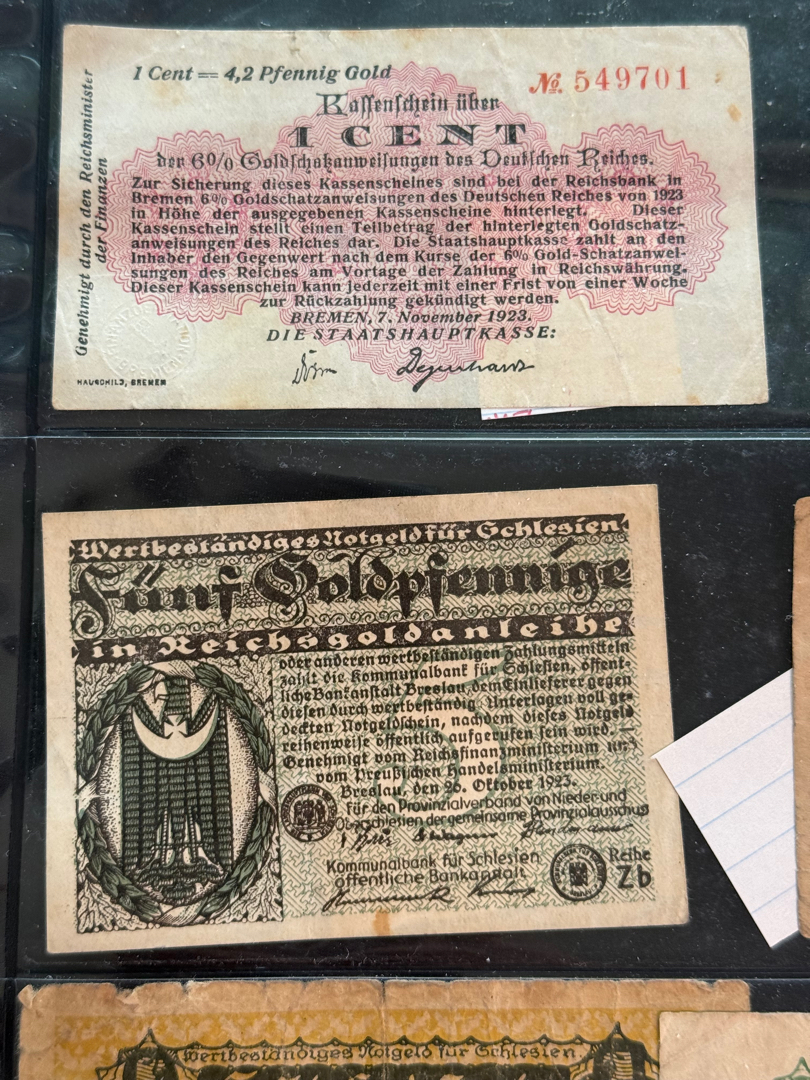 1 Cent = 4,2 Pfennig Gold
№ 549701
Genehmigt durch den Reichsminister
der Finanzen
Kassenschein über
1 CENT
der 6% Goldschatzanweisungen des Deutschen Reiches.
Zur Sicherung dieses Kassenscheines sind bei der Reichsbank in
Bremen 6% Goldschatzanweisungen des Deutschen Reiches von 1923
in Höhe der ausgegebenen Kassenscheine hinterlegt. Dieser
Kassenschein stellt einen Teilbetrag der hinterlegten Goldschatz-
anweisungen des Reiches dar. Die Staatshauptkasse zahlt an den
Inhaber den Gegenwert nach dem Kurse der 6% Gold-Schatzanwei-
sungen des Reiches am Vortage der Zahlung in Reichswährung.
Dieser Kassenschein kann jederzeit mit einer Frist von einer Woche
zur Rückzahlung gekündigt werden.
BREMEN, 7. November 1923.
DIE STAATSHAUPTKASSE:
HAUSCHILD, BREMEN
Wertbeständiges Notgeld für Schlesien
Fünf Goldpfennige
in Reichsgoldanleihe
oder anderen wertbeständigen Zahlungsmitteln
zahlt die Kommunalbank für Schlesien, öffent-
liche Bankanstalt Breslau, dem Einlieferer gegen
diesen durch wertbeständig. Unterlagen voll ge-
deckten Notgeldschein, nachdem dieses Notgeld
reihenweise öffentlich aufgerufen sein wird. —
Genehmigt vom Reichsfinanzministerium und
vom Preußischen Handelsministerium.
Breslau, den 26. Oktober 1923.
für den Provinzialverband von Nieder-und
Oberschlesien der gemeinsame Provinzialausschuss
Kommunalbank für Schlesien
öffentliche Bankanstalt
Reihe
Zb
Wertbeständiges Notgeld für Schlesien.